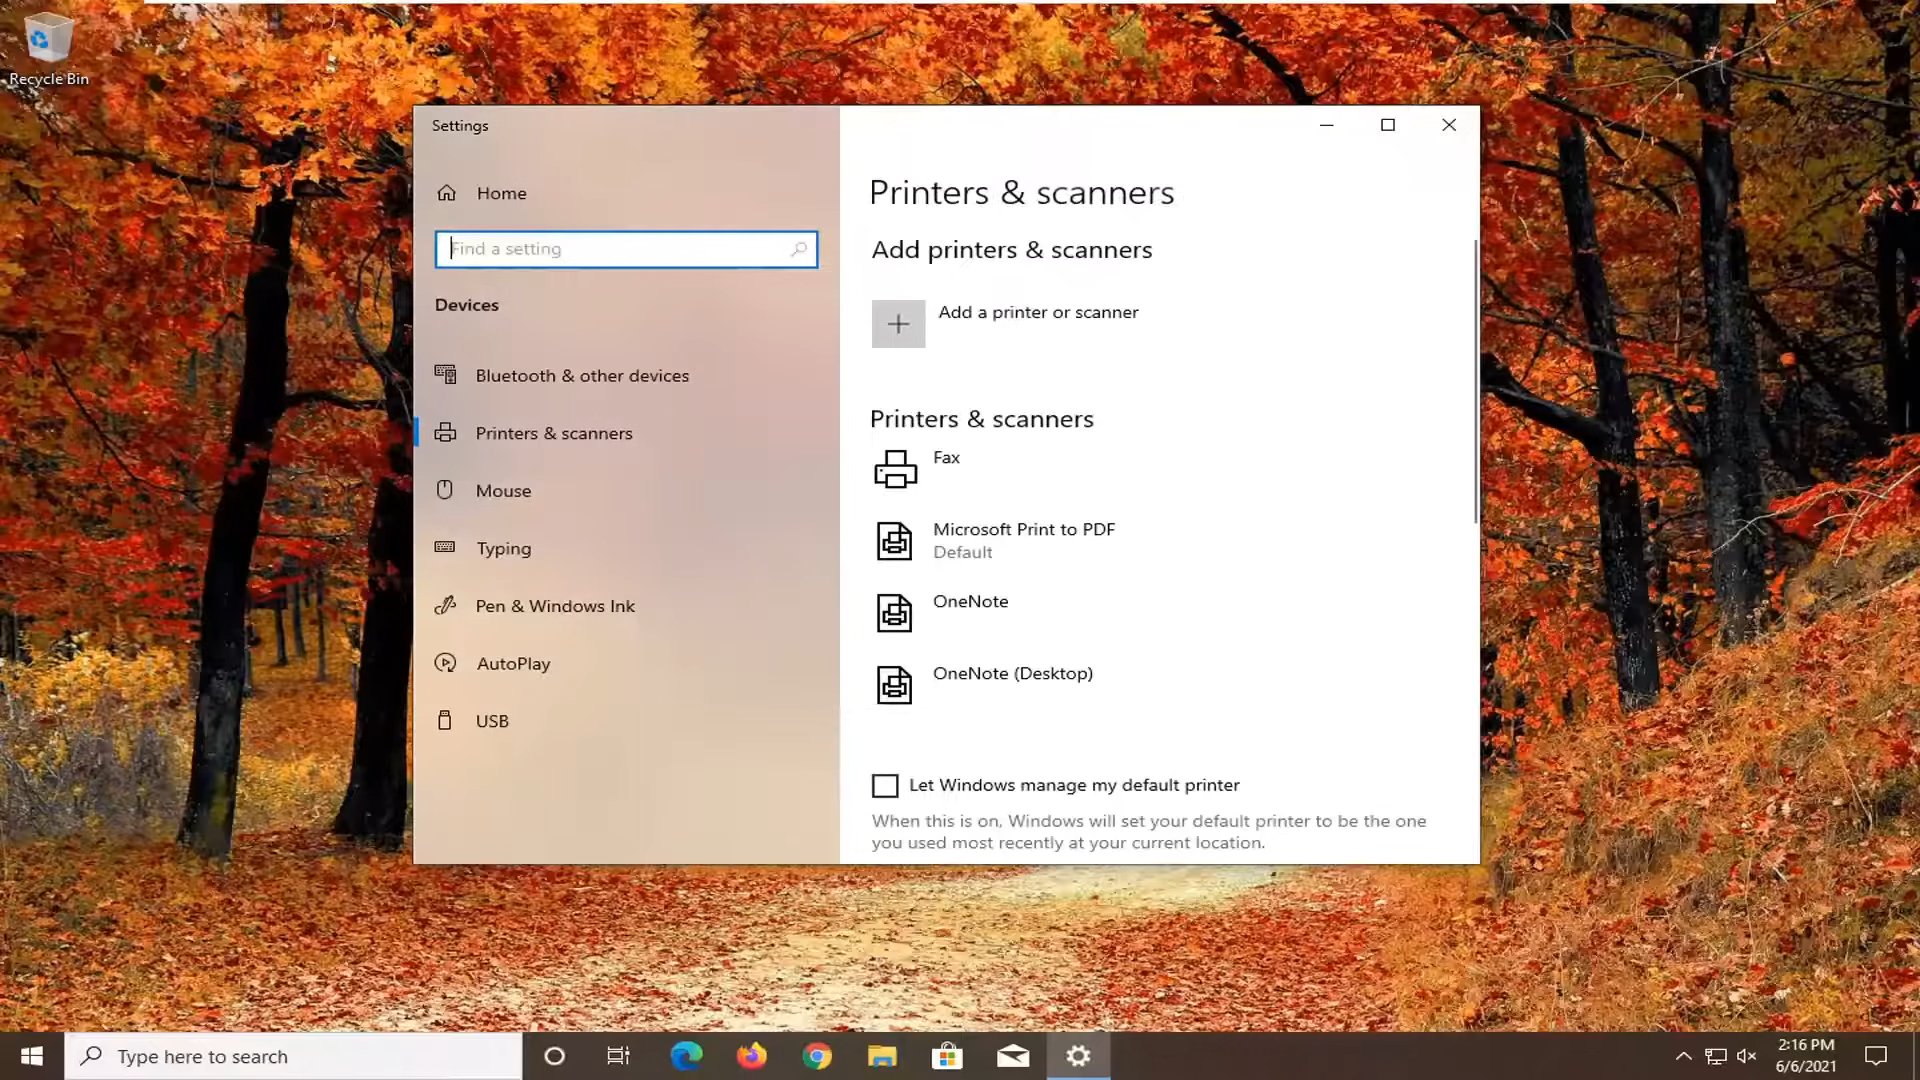 Recycle Bin
Settings
Home
Find a setting
Devices
Bluetooth & other devices
Printers & scanners
Mouse
Typing
Pen & Windows Ink
AutoPlay
USB
Printers & scanners
Add printers & scanners
Add a printer or scanner
Printers & scanners
Fax
Microsoft Print to PDF
Default
OneNote
OneNote (Desktop)
Let Windows manage my default printer
When this is on, Windows will set your default printer to be the one
you used most recently at your current location.
Type here to search
2:16 PM
6/6/2021